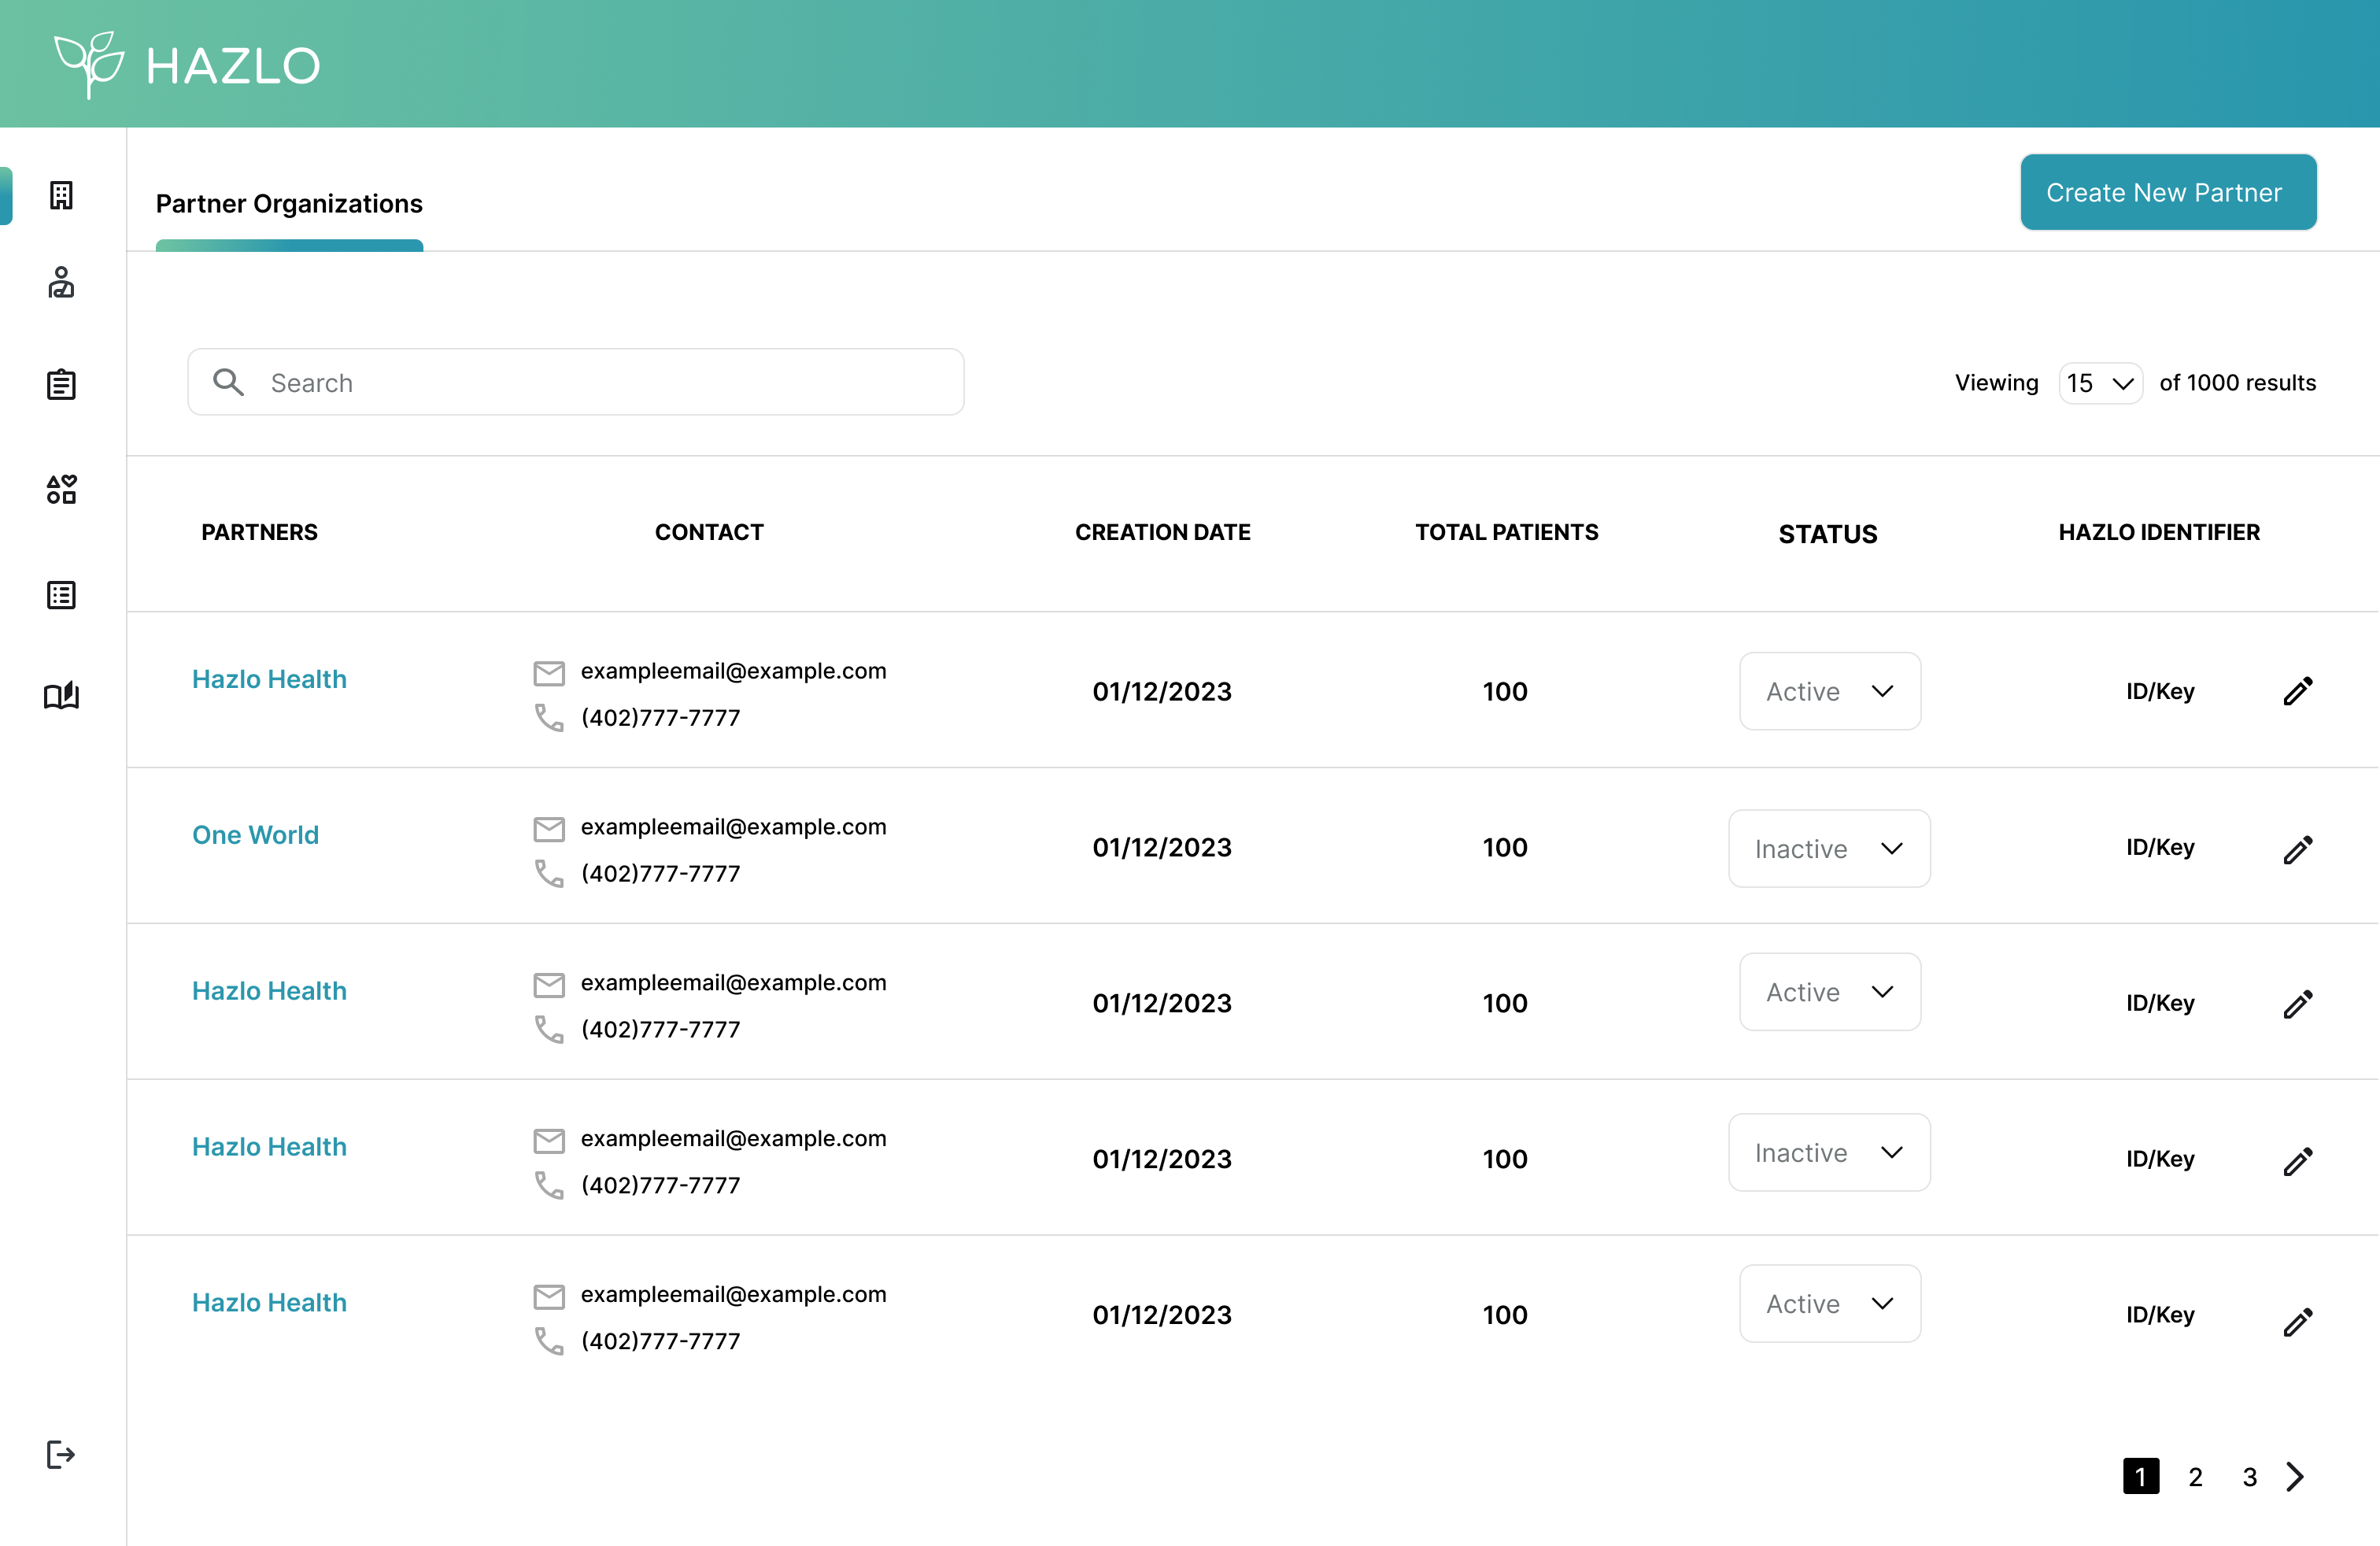 HAZLO
Partner Organizations
Create New Partner
Search
Viewing 15 of 1000 results
PARTNERS CONTACT CREATION DATE TOTAL PATIENTS STATUS HAZLO IDENTIFIER
Hazlo Health exampleemail@example.com 01/12/2023 100 Active ID/Key
(402)777-7777
One World exampleemail@example.com 01/12/2023 100 Inactive ID/Key
(402)777-7777
Hazlo Health exampleemail@example.com 01/12/2023 100 Active ID/Key
(402)777-7777
Hazlo Health exampleemail@example.com 01/12/2023 100 Inactive ID/Key
(402)777-7777
Hazlo Health exampleemail@example.com 01/12/2023 100 Active ID/Key
(402)777-7777
1 2 3